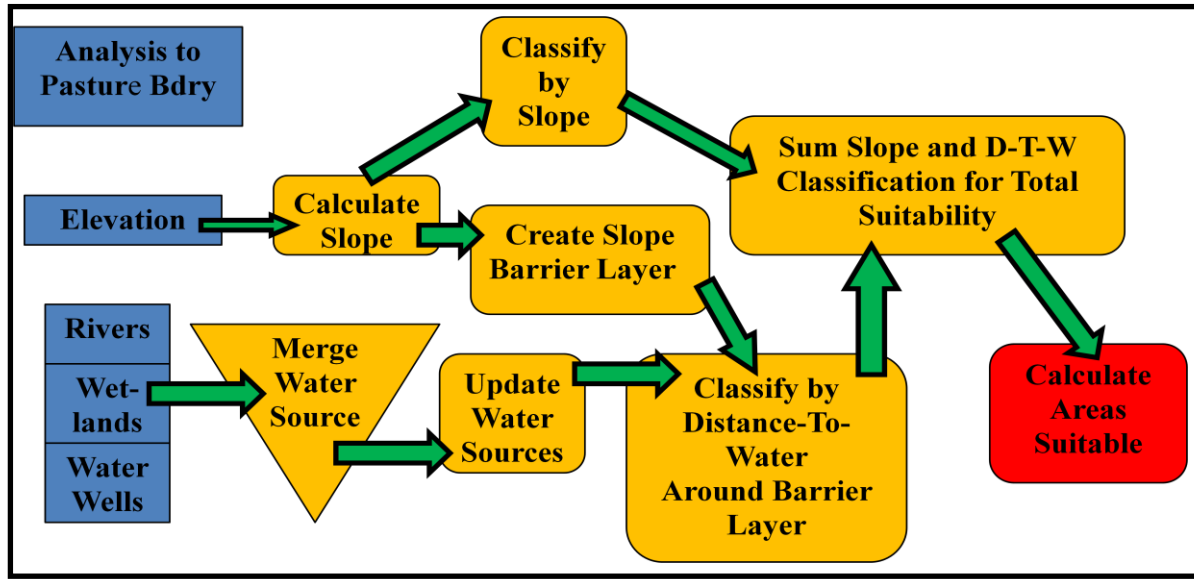 Analysis to
Pasture Bdry
Classify
by
Slope
Sum Slope and D-T-W
Classification for Total
Suitability
Elevation
Calculate
Slope
Create Slope
Barrier Layer
Rivers
Wet-
lands
Water
Wells
Merge
Water
Source
Update
Water
Sources
Classify by
Distance-To-
Water
Around Barrier
Layer
Calculate
Areas
Suitable